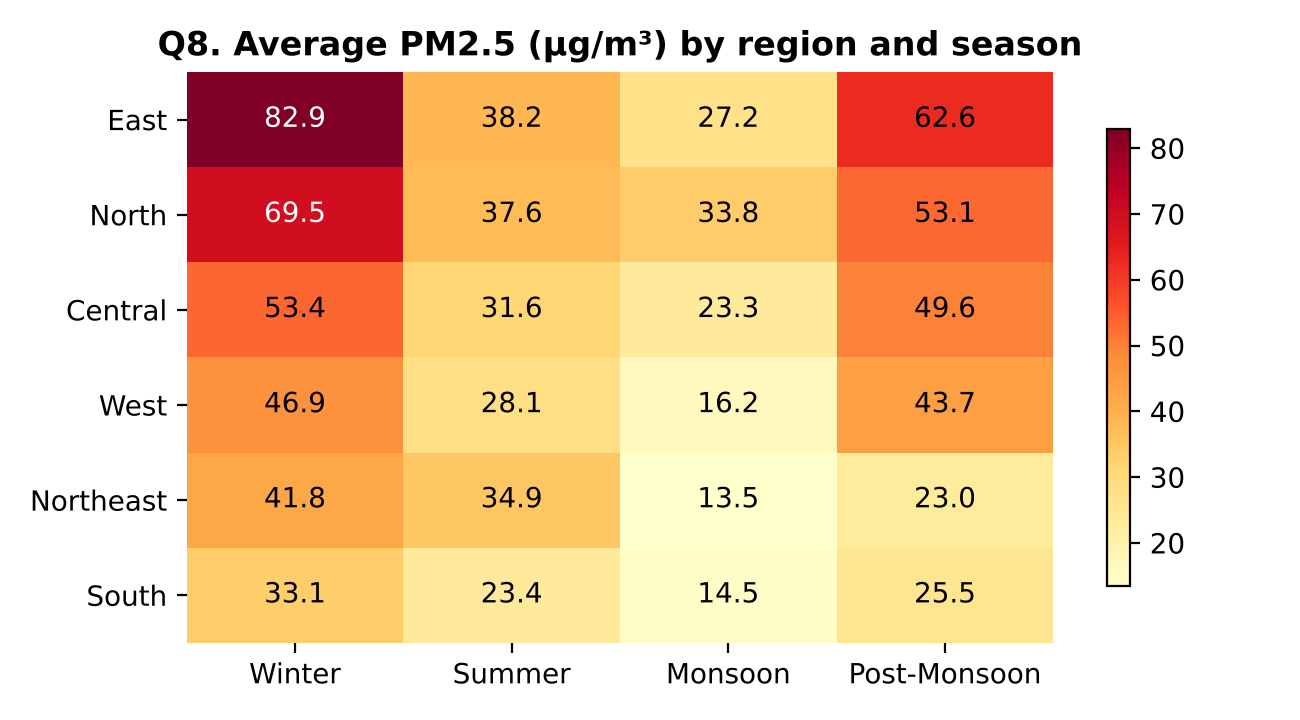 Q8. Average PM2.5 (µg/m³) by region and season
East 82.9 38.2 27.2 62.6
North 69.5 37.6 33.8 53.1
Central 53.4 31.6 23.3 49.6
West 46.9 28.1 16.2 43.7
Northeast 41.8 34.9 13.5 23.0
South 33.1 23.4 14.5 25.5
Winter Summer Monsoon Post-Monsoon
80
70
60
50
40
30
20